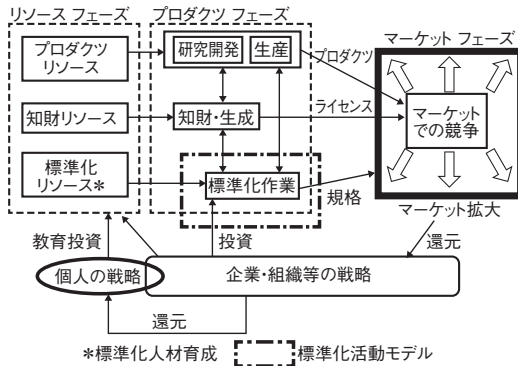 リソース フェーズ
プロダクツ フェーズ
マーケット フェーズ
プロダクツ
リソース
研究開発
生産
プロダクツ
知財リソース
知財・生成
ライセンス
マーケット
での競争
標準化
リソース*
標準化作業
規格
マーケット拡大
教育投資
投資
還元
個人の戦略
企業・組織等の戦略
還元
*標準化人材育成
標準化活動モデル